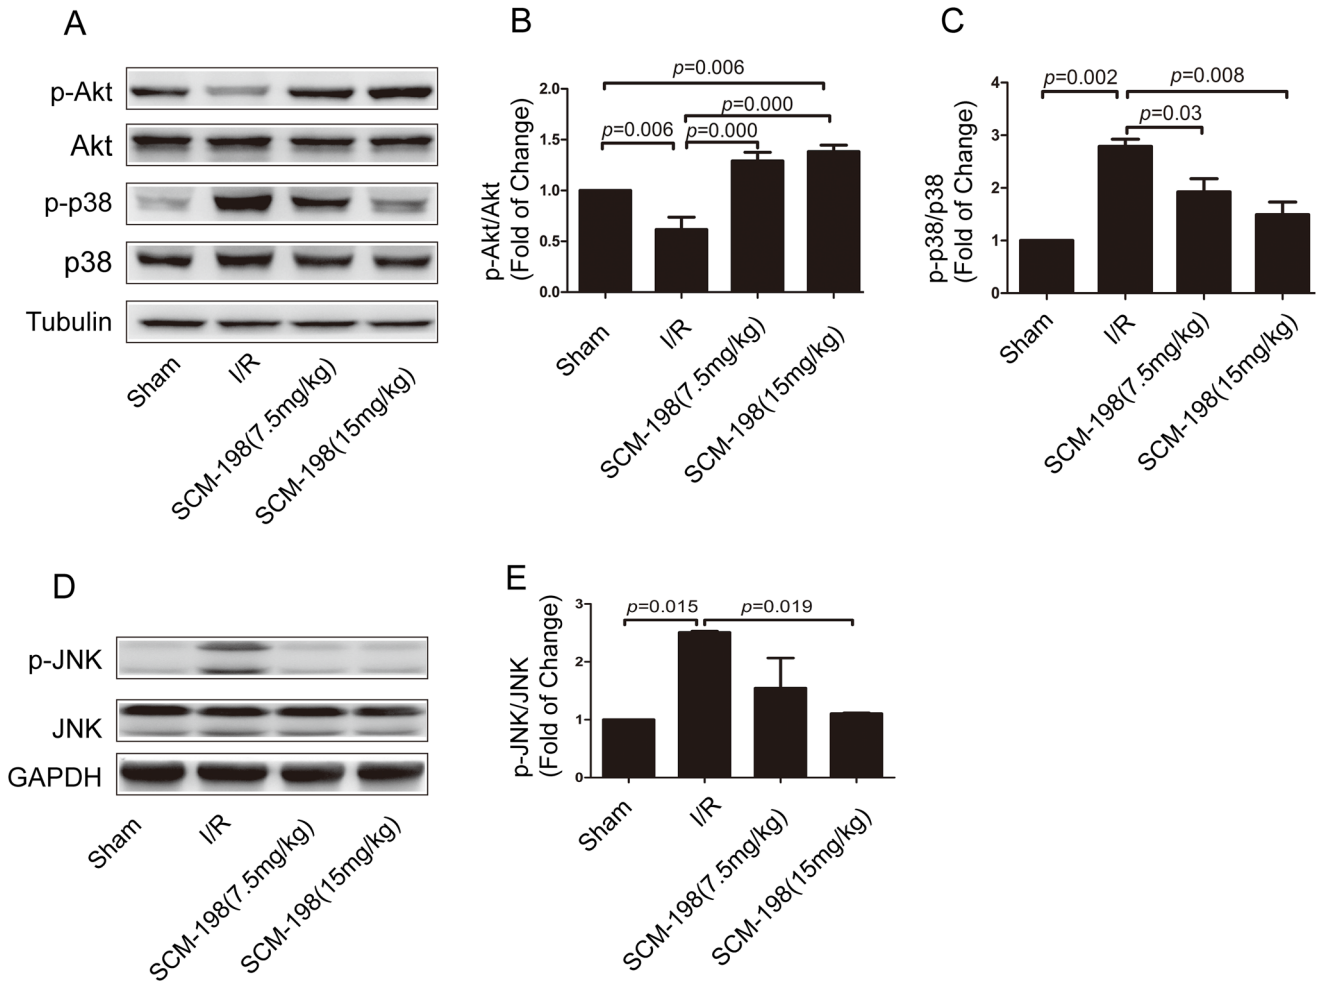 A
p-Akt
Akt
p-p38
p38
Tubulin
Sham
I/R
SCM-198(7.5mg/kg)
SCM-198(15mg/kg)
B
p-Akt/Akt
(Fold of Change)
2.0
1.5
1.0
0.5
0.0
p=0.006
p=0.000
p=0.006
p=0.000
Sham
I/R
SCM-198(7.5mg/kg)
SCM-198(15mg/kg)
C
p-p38/p38
(Fold of Change)
4
3
2
1
0
p=0.002
p=0.008
p=0.03
Sham
I/R
SCM-198(7.5mg/kg)
SCM-198(15mg/kg)
D
p-JNK
JNK
GAPDH
Sham
I/R
SCM-198(7.5mg/kg)
SCM-198(15mg/kg)
E
p-JNK/JNK
(Fold of Change)
3
2
1
0
p=0.015
p=0.019
Sham
I/R
SCM-198(7.5mg/kg)
SCM-198(15mg/kg)